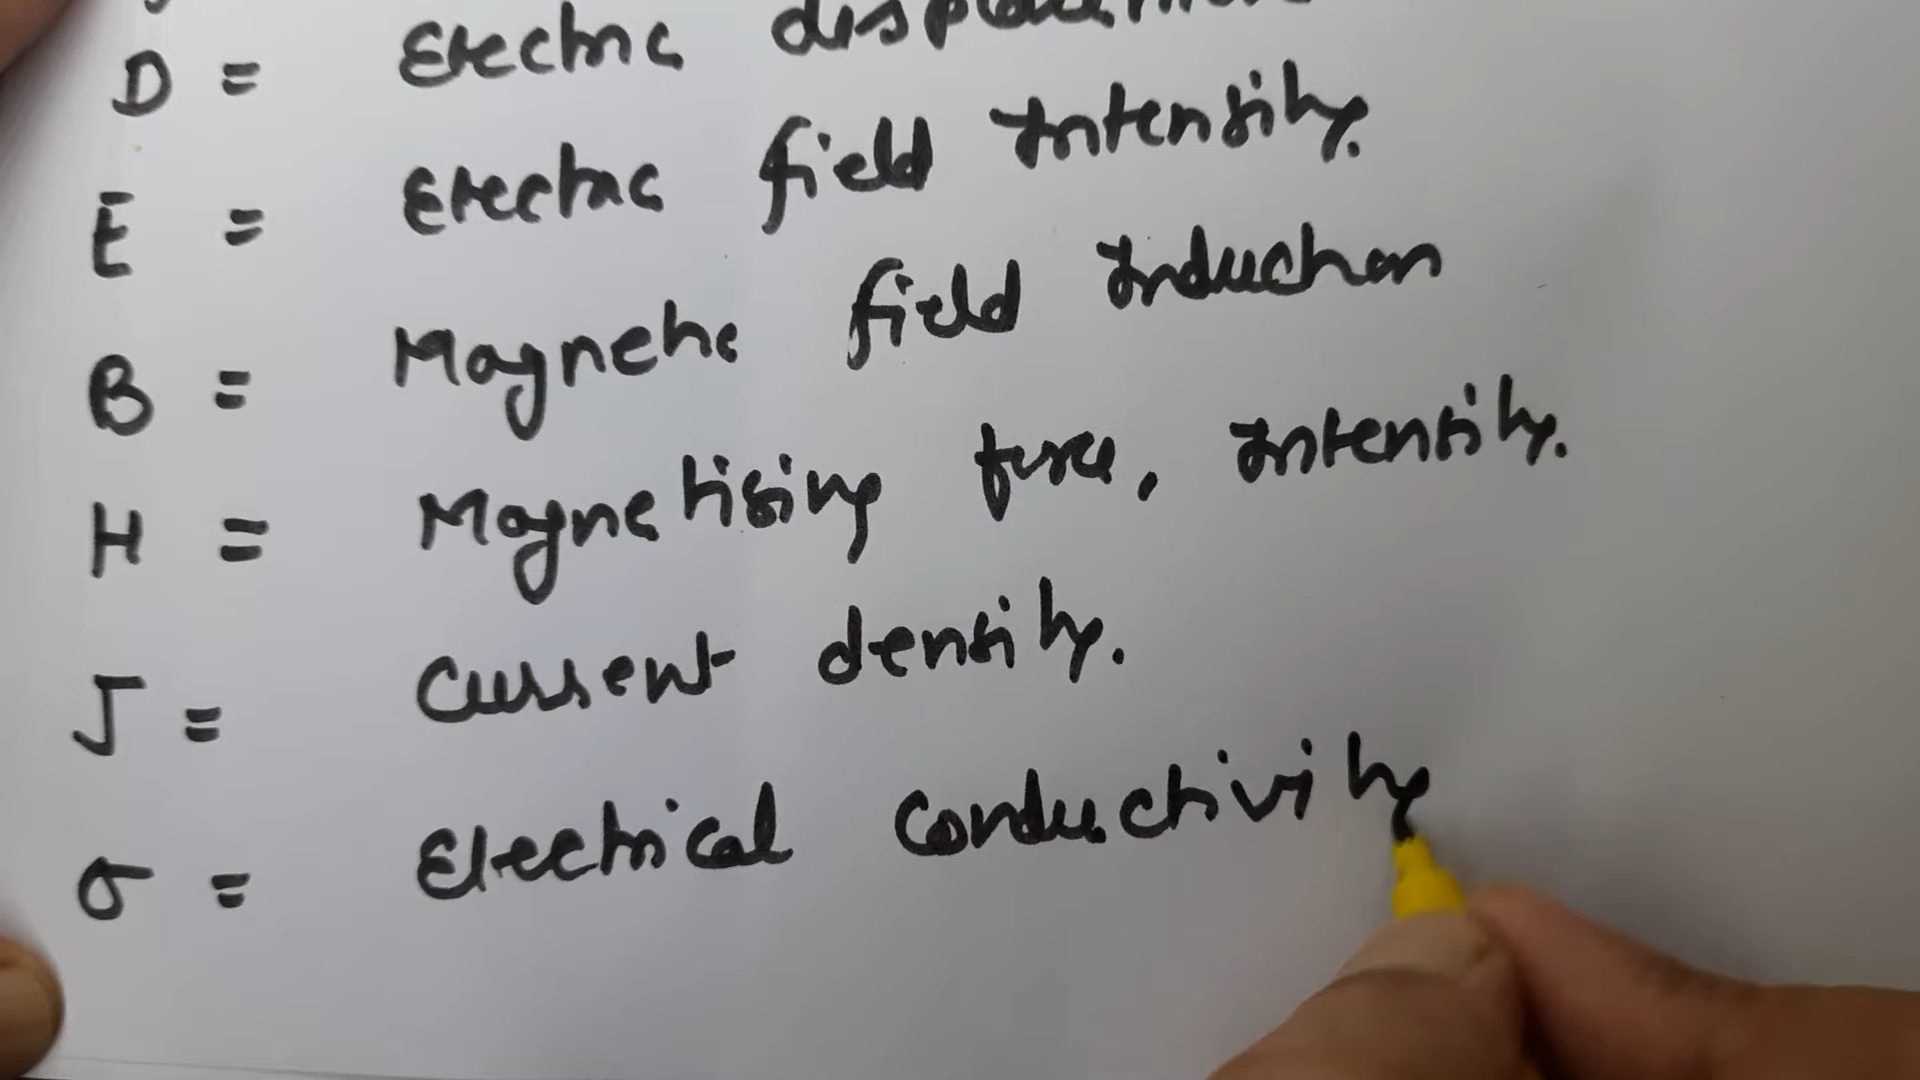 D = Electric
E = Electric field Intensity.
B = Magnetic field Induction
H = Magnetising force, Intensity.
J = Current density.
σ = Electrical conductivity